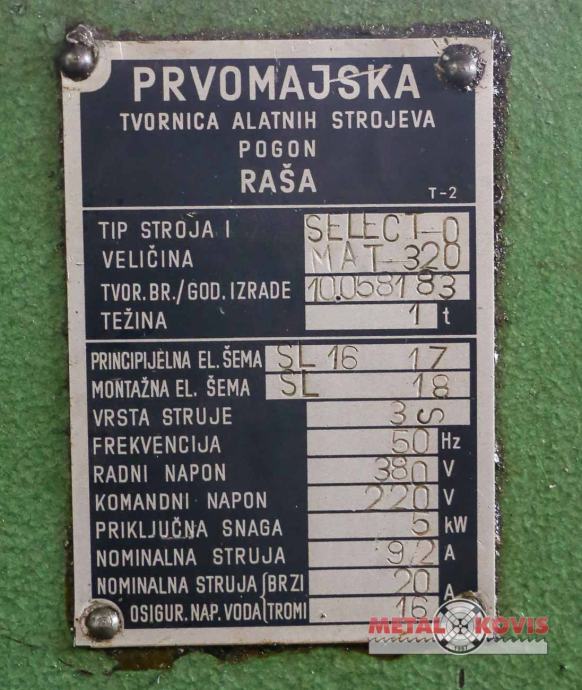 PRVOMAJSKA
TVORNICA ALATNIH STROJEVA
POGON
RAŠA
T-2
TIP STROJA I SELECT-O
VELIČINA MAT-320
TVOR. BR./GOD. IZRADE 10.0581 83
TEŽINA 1 t
PRINCIPIJELNA EL. ŠEMA SL 16 17
MONTAŽNA EL. ŠEMA SL 18
VRSTA STRUJE 3 S
FREKVENCIJA 50 Hz
RADNI NAPON 380 V
KOMANDNI NAPON 220 V
PRIKLJUČNA SNAGA 5 kW
NOMINALNA STRUJA 9,2 A
NOMINALNA STRUJA BRZI 20 A
OSIGUR. NAP. VODA TROMI 16
METAL KOVIS
1987